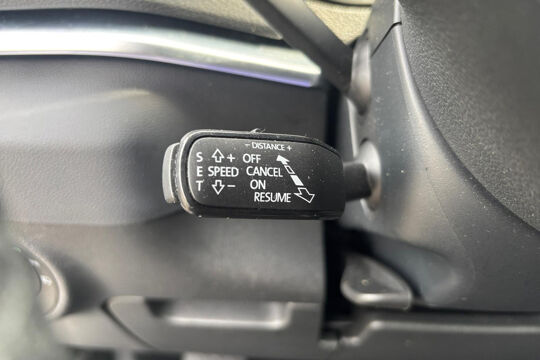 - DISTANCE +
S + OFF
E SPEED CANCEL
T - ON
RESUME